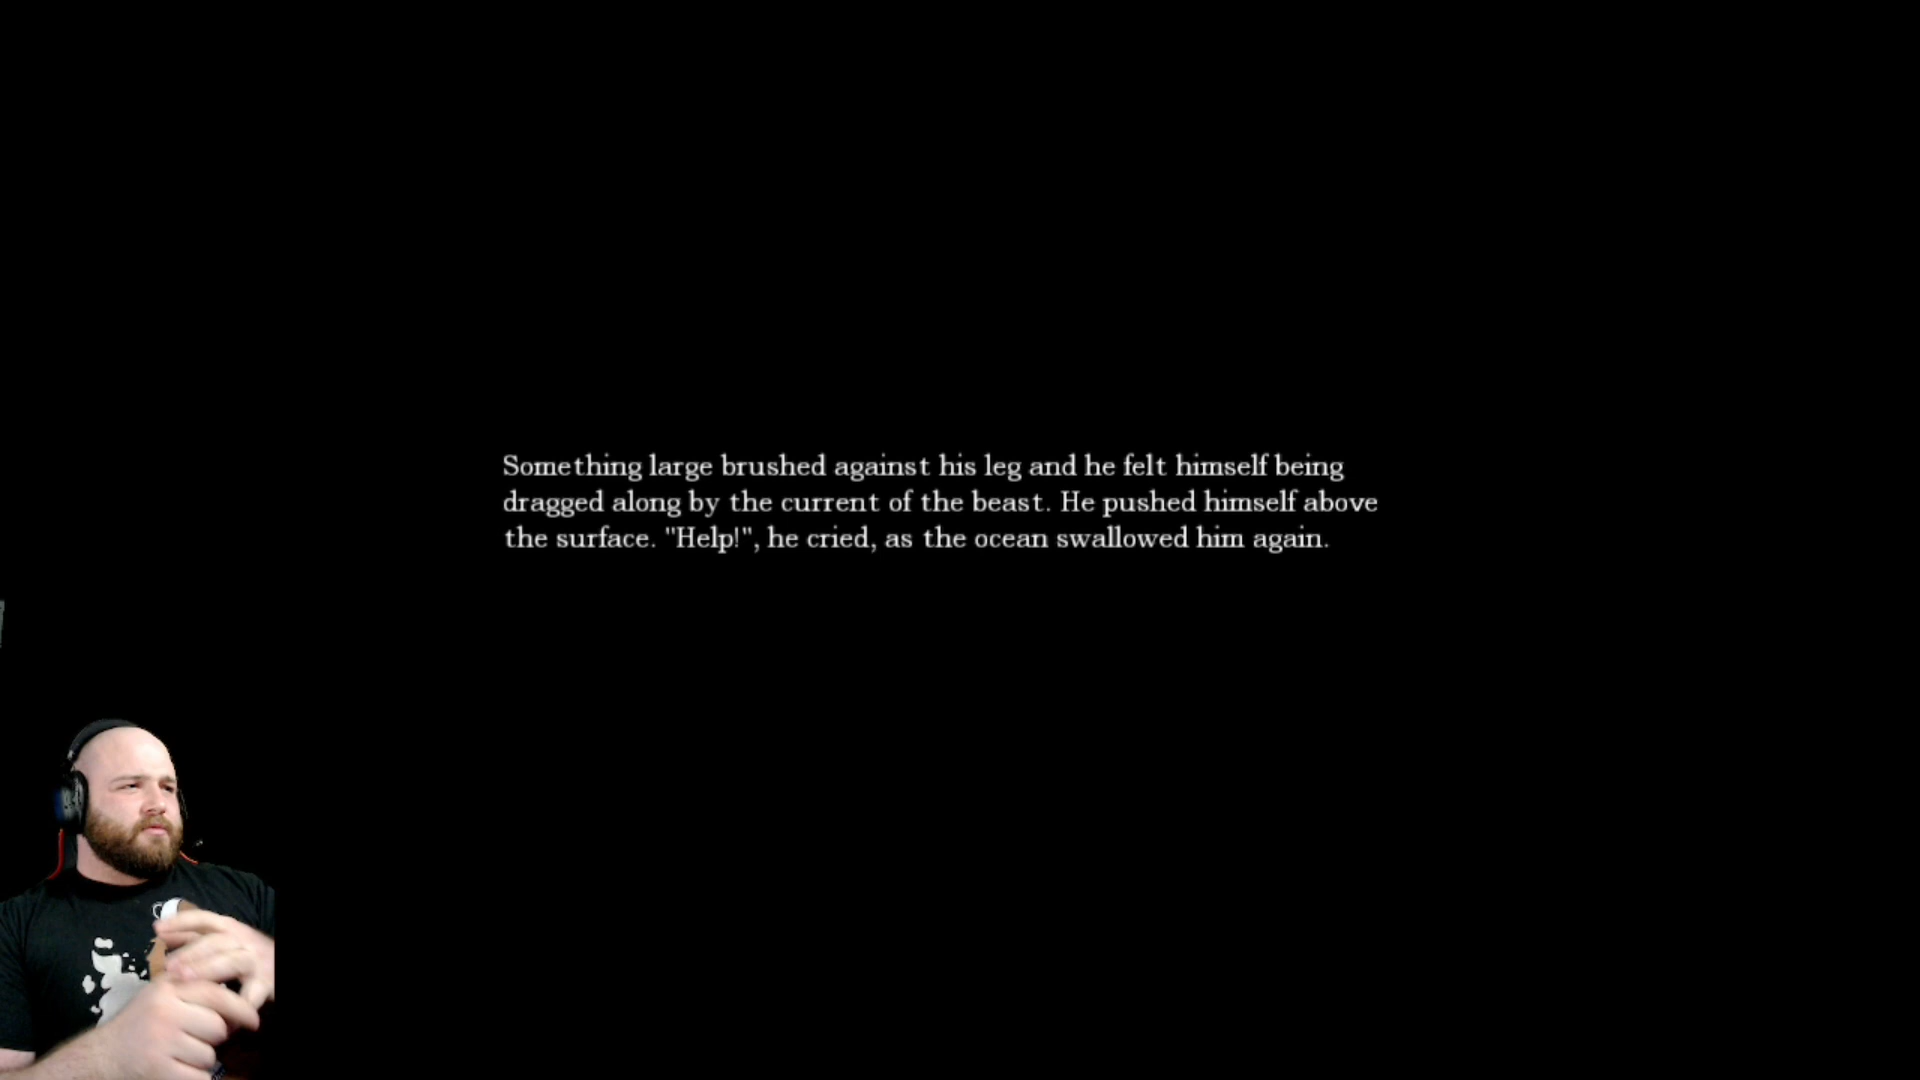 Something large brushed against his leg and he felt himself being
dragged along by the current of the beast. He pushed himself above
the surface. "Help!", he cried, as the ocean swallowed him again.